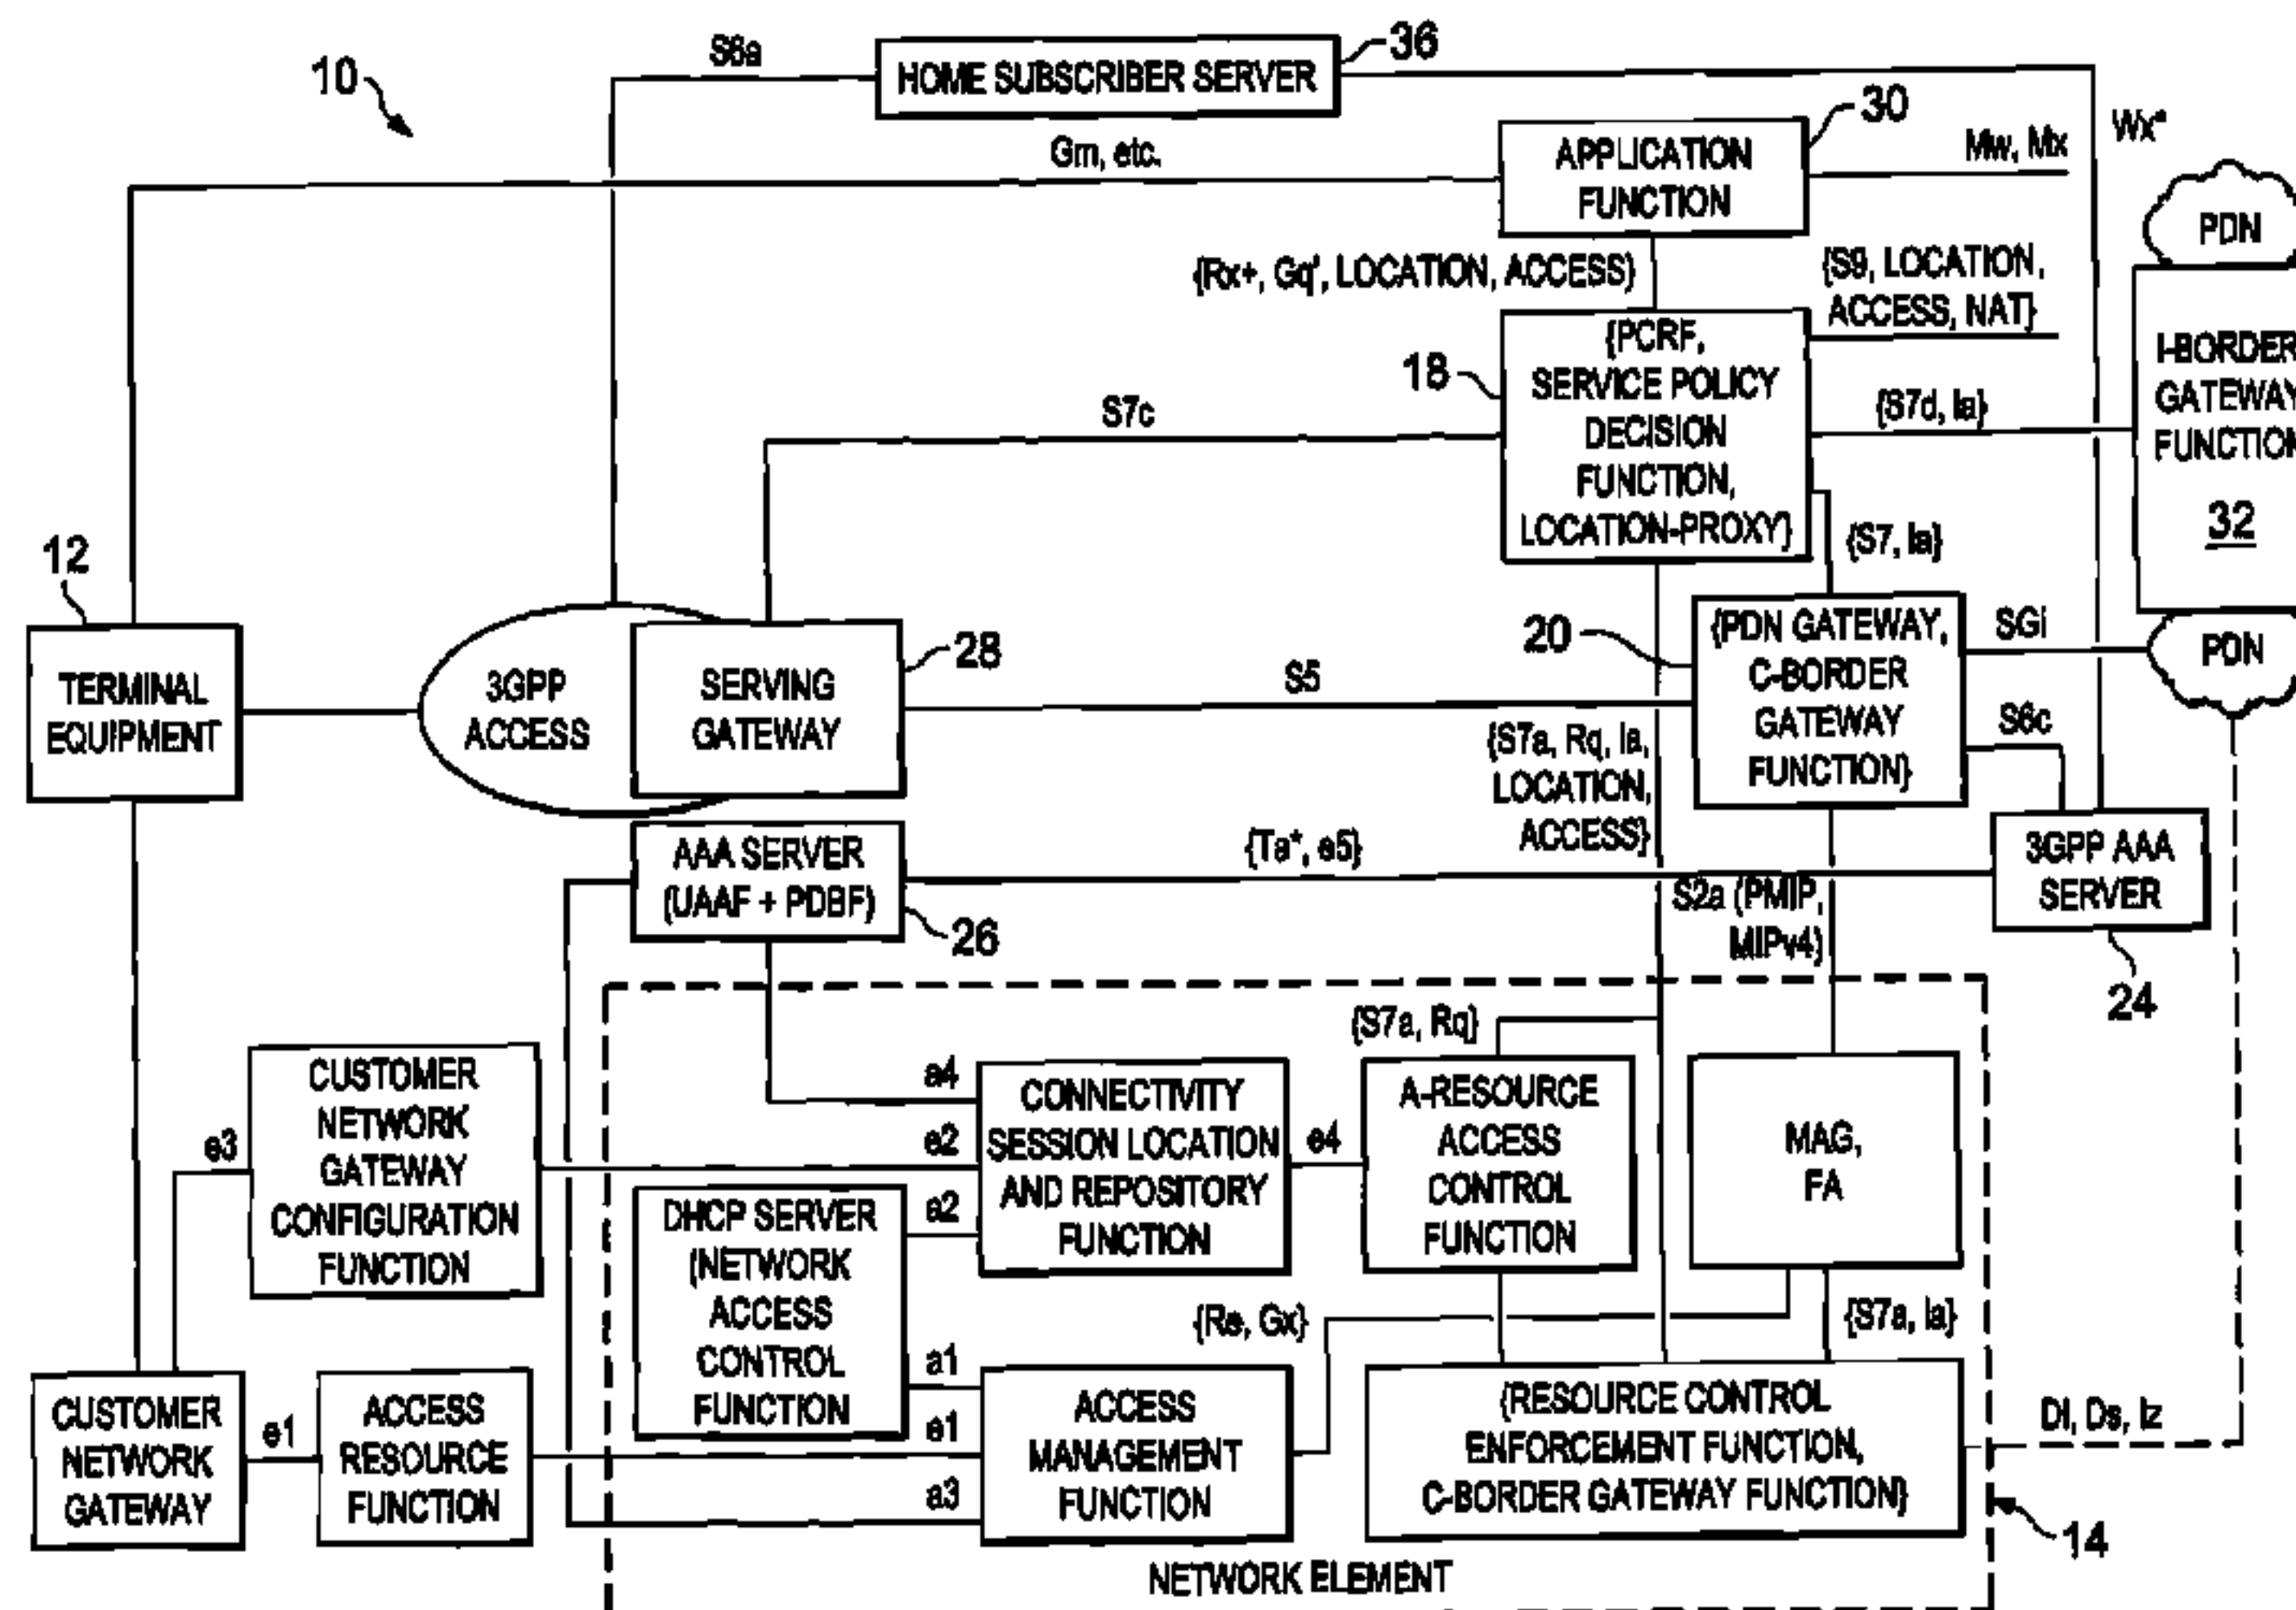 10
S6a
HOME SUBSCRIBER SERVER
36
Gm, etc.
APPLICATION
FUNCTION
30
Mw, Mx
Wx*
PDN
{Rx+, Gq', LOCATION, ACCESS}
{S9, LOCATION,
ACCESS, NAT}
18
{PCRF,
SERVICE POLICY
DECISION
FUNCTION,
LOCATION-PROXY}
S7c
{S7d, Ia}
I-BORDER
GATEWAY
FUNCTION
32
{S7, Ia}
12
TERMINAL
EQUIPMENT
3GPP
ACCESS
SERVING
GATEWAY
28
S5
20
{PDN GATEWAY,
C-BORDER
GATEWAY
FUNCTION}
SGi
PDN
S6c
{S7a, Rq, Ia,
LOCATION,
ACCESS}
AAA SERVER
(UAAF + PDBF)
26
{Ta*, e5}
S2a (PMIP,
MIPv4)
3GPP AAA
SERVER
24
{S7a, Rq}
CUSTOMER
NETWORK
GATEWAY
CONFIGURATION
FUNCTION
e3
a4
e2
a2
CONNECTIVITY
SESSION LOCATION
AND REPOSITORY
FUNCTION
e4
A-RESOURCE
ACCESS
CONTROL
FUNCTION
MAG,
FA
DHCP SERVER
(NETWORK
ACCESS
CONTROL
FUNCTION
{Re, Gx}
{S7a, Ia}
CUSTOMER
NETWORK
GATEWAY
e1
ACCESS
RESOURCE
FUNCTION
a1
e1
a3
ACCESS
MANAGEMENT
FUNCTION
{RESOURCE CONTROL
ENFORCEMENT FUNCTION,
C-BORDER GATEWAY FUNCTION}
Di, Ds, Iz
14
NETWORK ELEMENT